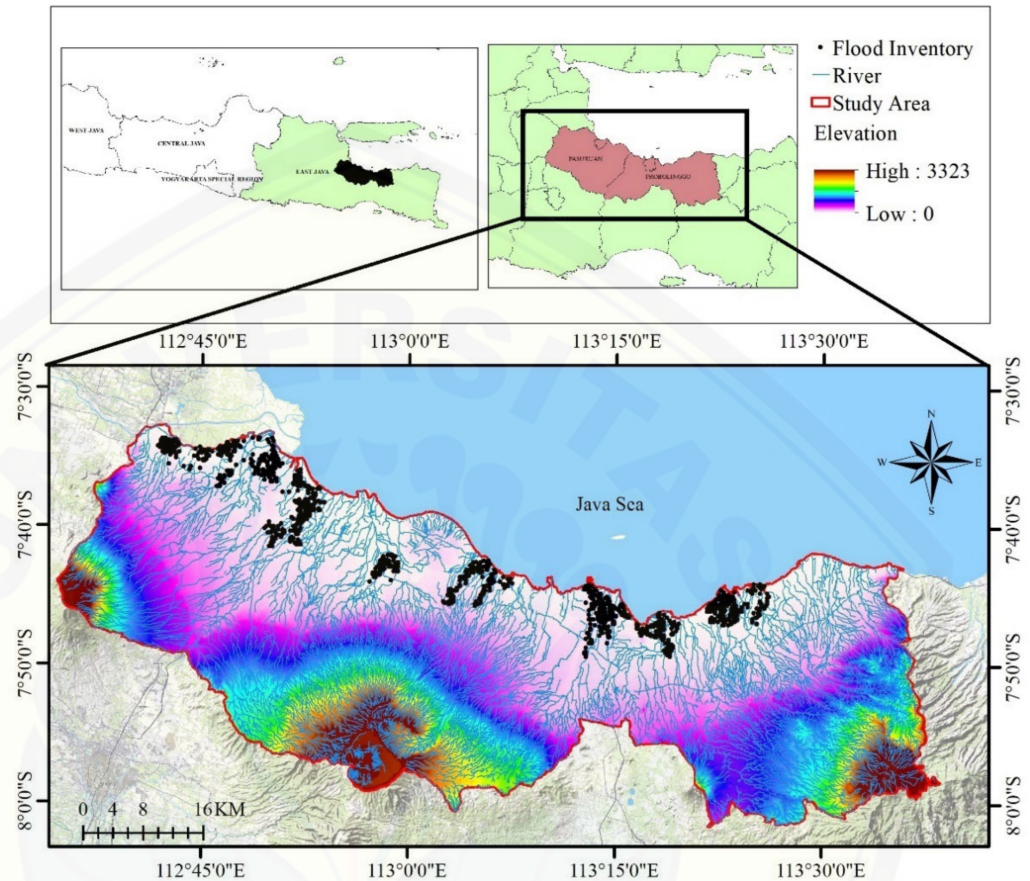 WEST JAVA
CENTRAL JAVA
YOGYAKARTA SPECIAL REGION
EAST JAVA
PASURUAN
PROBOLINGGO
Flood Inventory
River
Study Area
Elevation
High : 3323
Low : 0
112°45'0"E 113°0'0"E 113°15'0"E 113°30'0"E
7°30'0"S 7°30'0"S
N
W E
S
Java Sea
7°40'0"S 7°40'0"S
7°50'0"S 7°50'0"S
8°0'0"S 8°0'0"S
0 4 8 16 KM
112°45'0"E 113°0'0"E 113°15'0"E 113°30'0"E